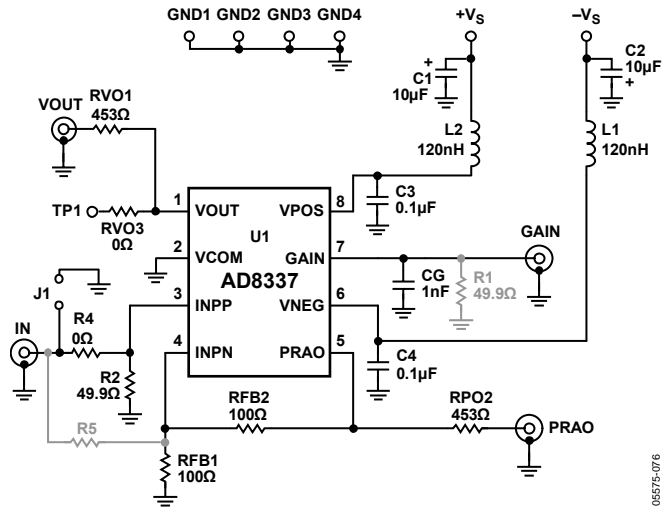 GND1 GND2 GND3 GND4
+VS
–VS
C1
10µF
+
C2
10µF
+
VOUT
RVO1
453Ω
L2
120nH
L1
120nH
TP1
RVO3
0Ω
C3
0.1µF
1 VOUT
VPOS 8
U1
AD8337
2 VCOM
GAIN 7
3 INPP
VNEG 6
4 INPN
PRAO 5
CG
1nF
R1
49.9Ω
GAIN
J1
IN
R4
0Ω
R2
49.9Ω
C4
0.1µF
R5
RFB2
100Ω
RPO2
453Ω
PRAO
RFB1
100Ω
05575-076